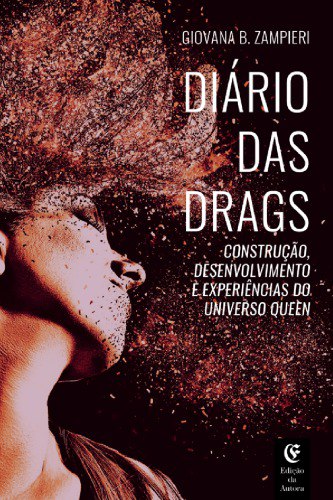 GIOVANA B. ZAMPIERI
DIÁRIO
DAS
DRAGS
CONSTRUÇÃO,
DESENVOLVIMENTO
E EXPERIÊNCIAS DO
UNIVERSO QUEEN
E
Edição
da
Autora